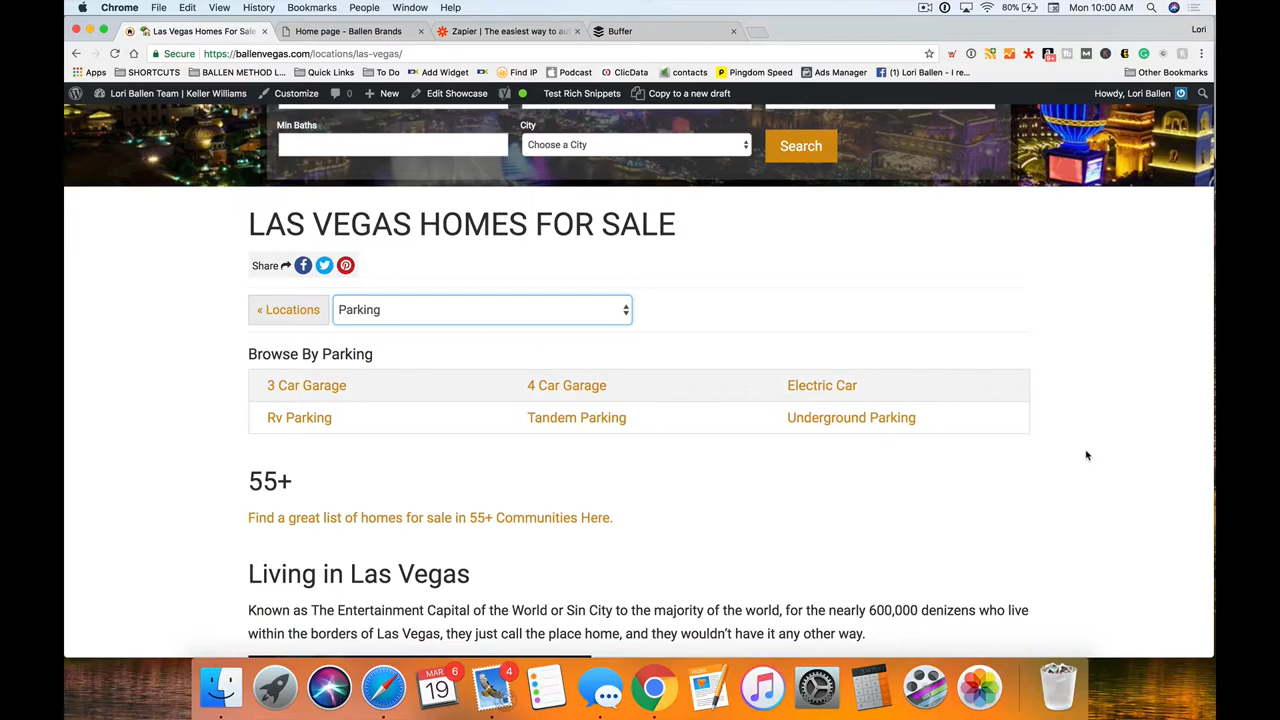 Chrome File Edit View History Bookmarks People Window Help 80% Mon 10:00 AM
Las Vegas Homes For Sale Home page - Ballen Brands Zapier | The easiest way to aut Buffer Lori
Secure https://ballenvegas.com/locations/las-vegas/
Apps SHORTCUTS BALLEN METHOD L... Quick Links To Do Add Widget Find IP Podcast ClicData contacts Pingdom Speed Ads Manager (1) Lori Ballen | I re... Other Bookmarks
Lori Ballen Team | Keller Williams Customize 0 New Edit Showcase Test Rich Snippets Copy to a new draft Howdy, Lori Ballen
Min Baths City
Choose a City Search
LAS VEGAS HOMES FOR SALE
Share
« Locations Parking
Browse By Parking
3 Car Garage 4 Car Garage Electric Car
Rv Parking Tandem Parking Underground Parking
55+
Find a great list of homes for sale in 55+ Communities Here.
Living in Las Vegas
Known as The Entertainment Capital of the World or Sin City to the majority of the world, for the nearly 600,000 denizens who live
within the borders of Las Vegas, they just call the place home, and they wouldn't have it any other way.
MAR 6 4
19